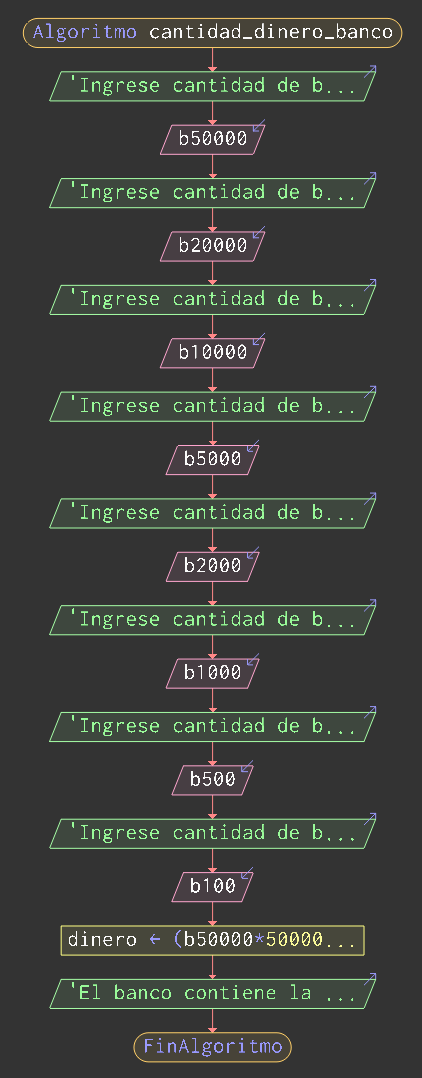 Algoritmo cantidad_dinero_banco
'Ingrese cantidad de b...
b50000
'Ingrese cantidad de b...
b20000
'Ingrese cantidad de b...
b10000
'Ingrese cantidad de b...
b5000
'Ingrese cantidad de b...
b2000
'Ingrese cantidad de b...
b1000
'Ingrese cantidad de b...
b500
'Ingrese cantidad de b...
b100
dinero ← (b50000*50000...
'El banco contiene la ...
FinAlgoritmo